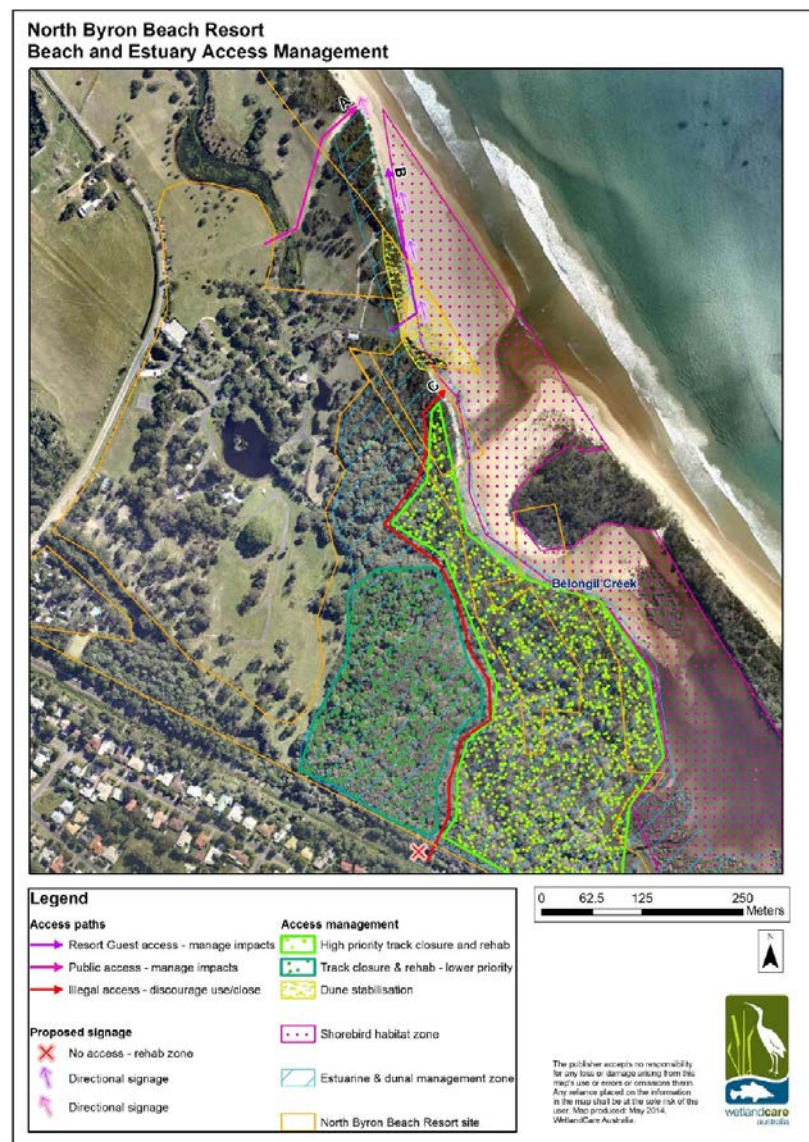 North Byron Beach Resort
Beach and Estuary Access Management
A
B
C
Belongil Creek
Legend
Access paths
Resort Guest access - manage impacts
Public access - manage impacts
Illegal access - discourage use/close
Proposed signage
No access - rehab zone
Directional signage
Directional signage
Access management
High priority track closure and rehab
Track closure & rehab - lower priority
Dune stabilisation
Shorebird habitat zone
Estuarine & dunal management zone
North Byron Beach Resort site
0 62.5 125 250
Meters
N
The publisher accepts no responsibility
for any loss or damage arising from this
map's use or errors or omissions therin.
Any reliance placed on the information
in the map shall be at the sole risk of the
user. Map produced: May 2014,
WetlandCare Australia.
wetlandcare
australia